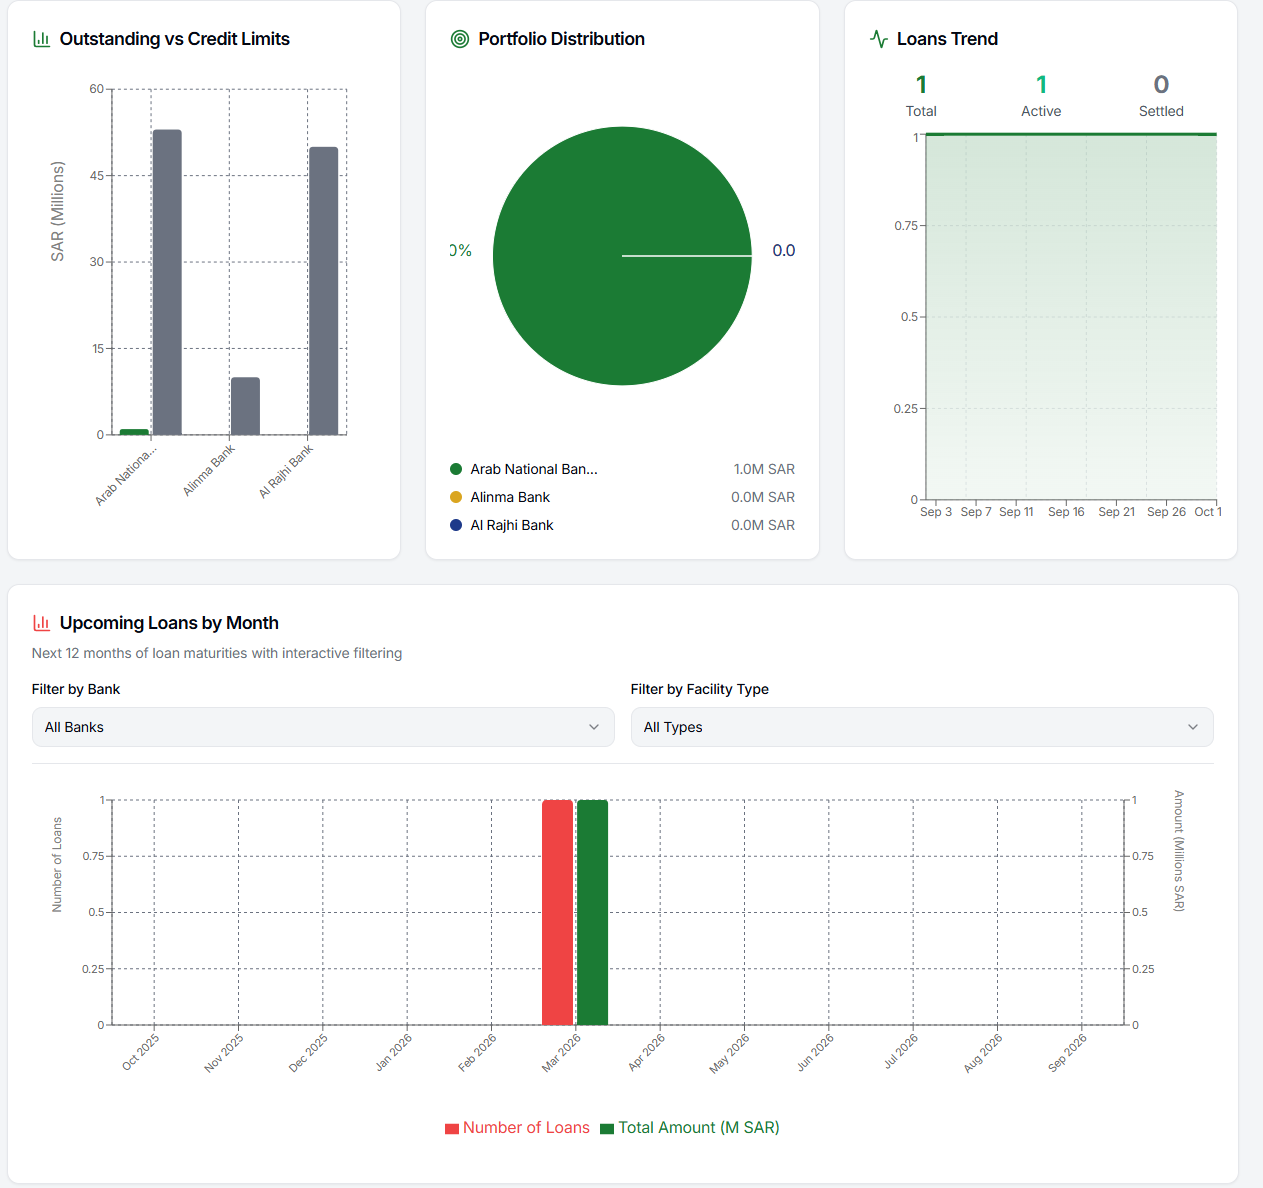 Outstanding vs Credit Limits
60
45
30
15
0
SAR (Millions)
Arab Nationa...
Alinma Bank
Al Rajhi Bank
Portfolio Distribution
0%
0.0
Arab National Ban... 1.0M SAR
Alinma Bank 0.0M SAR
Al Rajhi Bank 0.0M SAR
Loans Trend
1 1 0
Total Active Settled
1
0.75
0.5
0.25
0
Sep 3 Sep 7 Sep 11 Sep 16 Sep 21 Sep 26 Oct 1
Upcoming Loans by Month
Next 12 months of loan maturities with interactive filtering
Filter by Bank Filter by Facility Type
All Banks All Types
Number of Loans
1
0.75
0.5
0.25
0
1
0.75
0.5
0.25
0
Amount (Millions SAR)
Oct 2025 Nov 2025 Dec 2025 Jan 2026 Feb 2026 Mar 2026 Apr 2026 May 2026 Jun 2026 Jul 2026 Aug 2026 Sep 2026
Number of Loans Total Amount (M SAR)